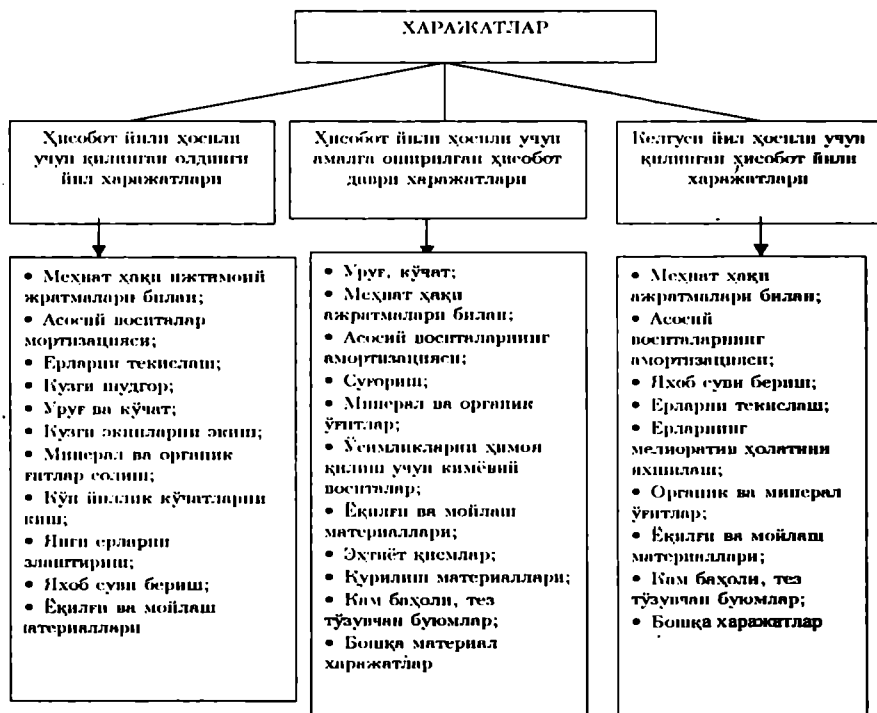 ХАРАЖАТЛАР
Ҳисобот йили ҳосили
учун қилинган олдинги
йил харажатлари
Ҳисобот йили ҳосили учун
амалга оширилган ҳисобот
даври харажатлари
Келгуси йил ҳосили учун
қилинган ҳисобот йили
харажатлари
• Меҳнат ҳақи ижтимоий
жратмалари билан;
• Асосий воситалар
мортизацияси;
• Ерларни текислаш;
• Кузги шудгор;
• Уруғ ва кўчат;
• Кузги экинларни экиш;
• Минерал ва органик
ғитлар солиш;
• Кўп йиллик кўчатларни
киш;
• Янги ерларни
злаштириш;
• Яхоб суви бериш;
• Ёқилғи ва мойлаш
материаллари
• Уруғ, кўчат;
• Меҳнат ҳақи
ажратмалари билан;
• Асосий воситаларнинг
амортизацияси;
• Суғориш;
• Минерал ва органик
ўғитлар;
• Ўсимликларни ҳимоя
қилиш учун кимёвий
воситалар;
• Ёқилғи ва мойлаш
материаллари;
• Эҳтиёт қисмлар;
• Қурилиш материаллари;
• Кам баҳоли, тез
тўзувчан буюмлар;
• Бошқа материал
харажатлар
• Меҳнат ҳақи
ажратмалари билан;
• Асосий
воситаларнинг
амортизацияси;
• Яхоб суви бериш;
• Ерларни текислаш;
• Ерларнинг
мелиоратив ҳолатини
яхшилаш;
• Органик ва минерал
ўғитлар;
• Ёқилғи ва мойлаш
материаллари;
• Кам баҳоли, тез
тўзувчан буюмлар;
• Бошқа харажатлар